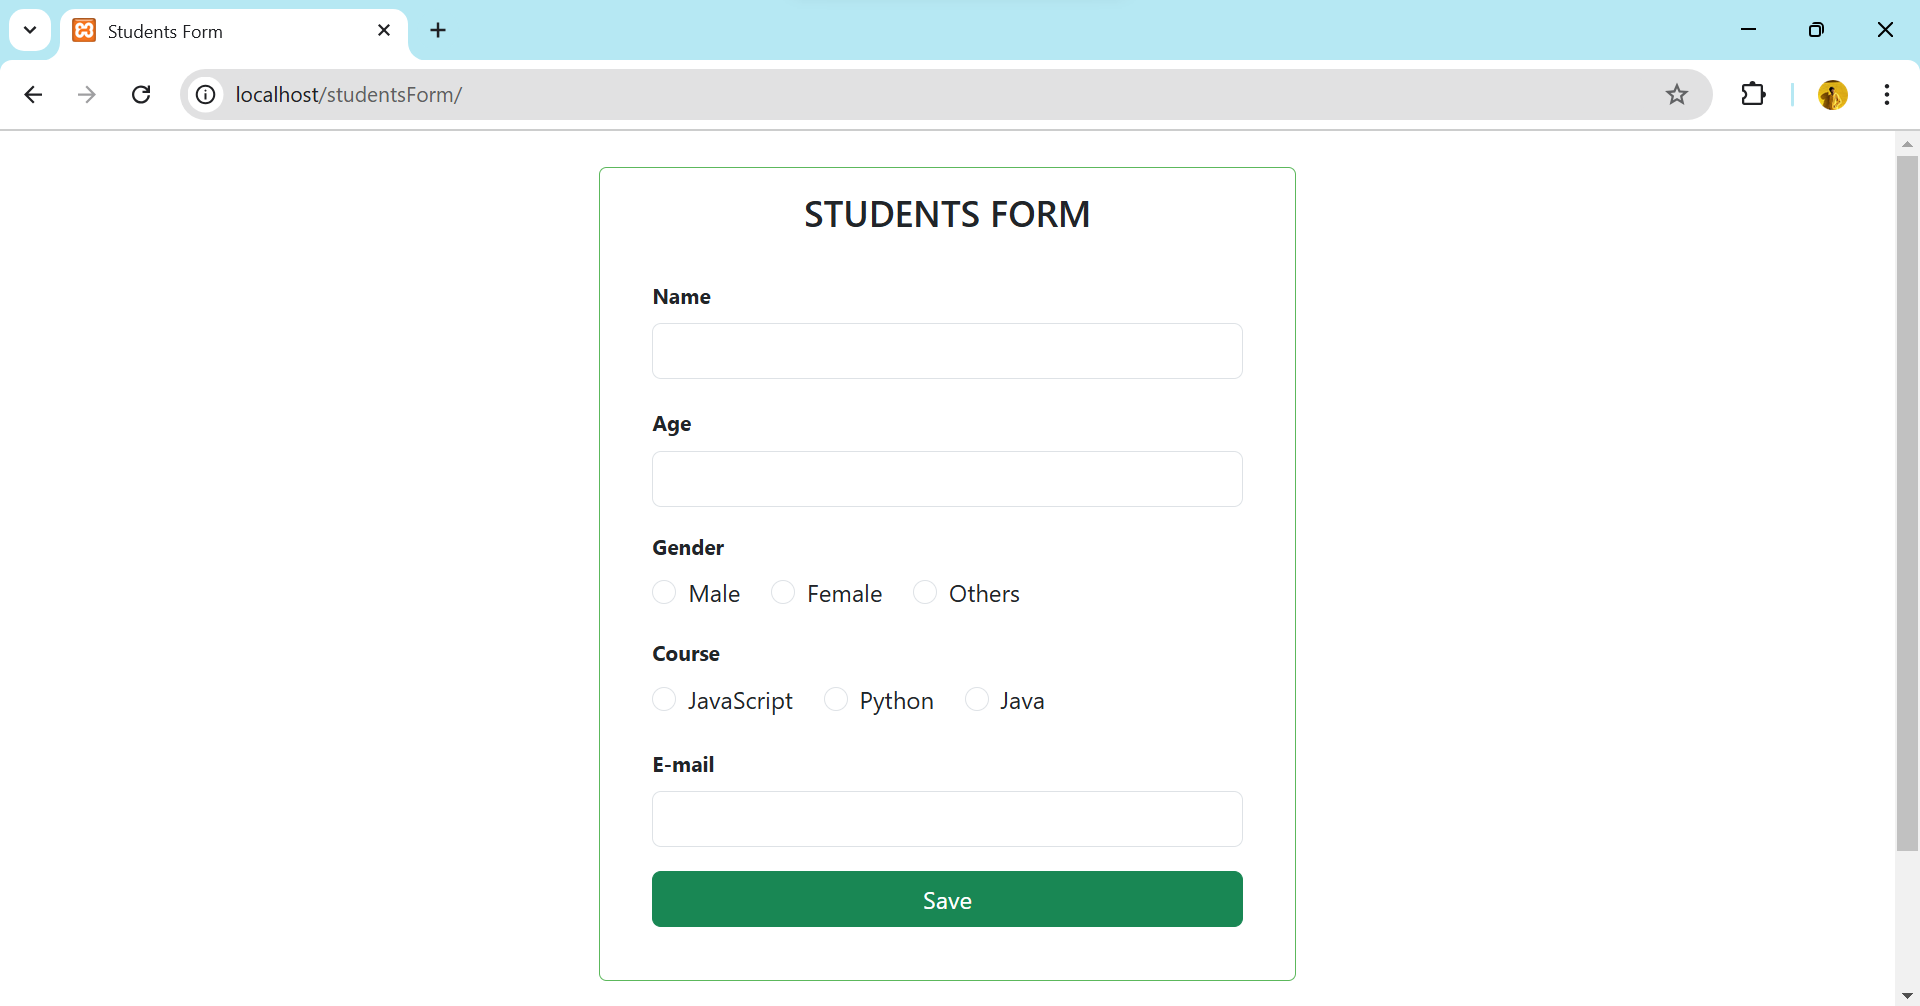 Students Form
localhost/studentsForm/
STUDENTS FORM
Name
Age
Gender
Male Female Others
Course
JavaScript Python Java
E-mail
Save